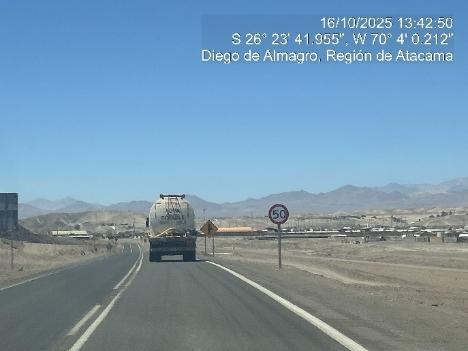 16/10/2025 13:42:50
S 26° 23' 41.955", W 70° 4' 0.212"
Diego de Almagro, Región de Atacama
50